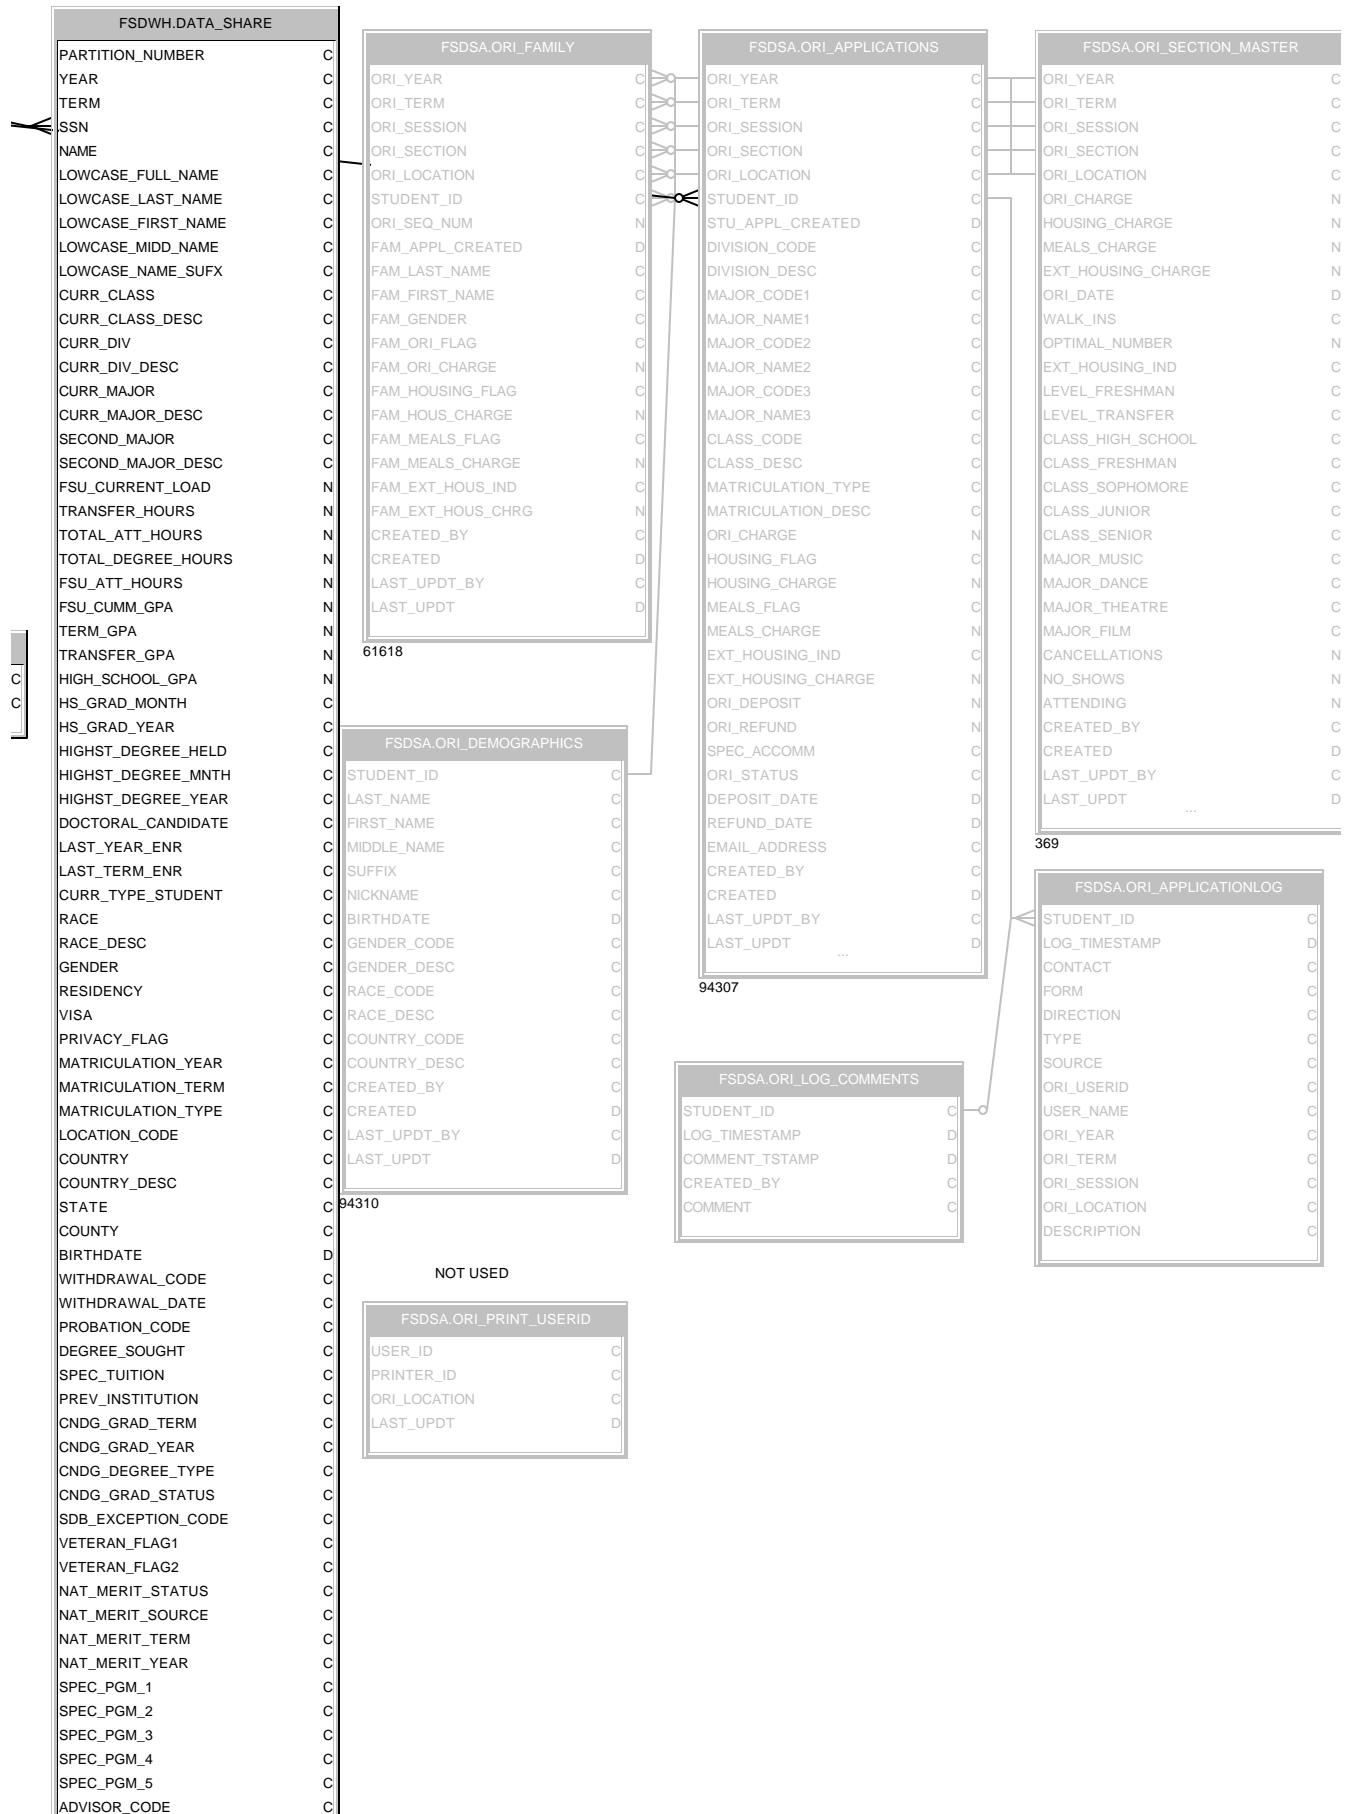 FSDWH.DATA_SHARE
PARTITION_NUMBER C
YEAR C
TERM C
SSN C
NAME C
LOWCASE_FULL_NAME C
LOWCASE_LAST_NAME C
LOWCASE_FIRST_NAME C
LOWCASE_MIDD_NAME C
LOWCASE_NAME_SUFX C
CURR_CLASS C
CURR_CLASS_DESC C
CURR_DIV C
CURR_DIV_DESC C
CURR_MAJOR C
CURR_MAJOR_DESC C
SECOND_MAJOR C
SECOND_MAJOR_DESC C
FSU_CURRENT_LOAD N
TRANSFER_HOURS N
TOTAL_ATT_HOURS N
TOTAL_DEGREE_HOURS N
FSU_ATT_HOURS N
FSU_CUMM_GPA N
TERM_GPA N
TRANSFER_GPA N
HIGH_SCHOOL_GPA N
HS_GRAD_MONTH C
HS_GRAD_YEAR C
HIGHST_DEGREE_HELD C
HIGHST_DEGREE_MNTH C
HIGHST_DEGREE_YEAR C
DOCTORAL_CANDIDATE C
LAST_YEAR_ENR C
LAST_TERM_ENR C
CURR_TYPE_STUDENT C
RACE C
RACE_DESC C
GENDER C
RESIDENCY C
VISA C
PRIVACY_FLAG C
MATRICULATION_YEAR C
MATRICULATION_TERM C
MATRICULATION_TYPE C
LOCATION_CODE C
COUNTRY C
COUNTRY_DESC C
STATE C
COUNTY C
BIRTHDATE D
WITHDRAWAL_CODE C
WITHDRAWAL_DATE C
PROBATION_CODE C
DEGREE_SOUGHT C
SPEC_TUITION C
PREV_INSTITUTION C
CNDG_GRAD_TERM C
CNDG_GRAD_YEAR C
CNDG_DEGREE_TYPE C
CNDG_GRAD_STATUS C
SDB_EXCEPTION_CODE C
VETERAN_FLAG1 C
VETERAN_FLAG2 C
NAT_MERIT_STATUS C
NAT_MERIT_SOURCE C
NAT_MERIT_TERM C
NAT_MERIT_YEAR C
SPEC_PGM_1 C
SPEC_PGM_2 C
SPEC_PGM_3 C
SPEC_PGM_4 C
SPEC_PGM_5 C
ADVISOR_CODE C
C
C
FSDSA.ORI_FAMILY
ORI_YEAR C
ORI_TERM C
ORI_SESSION C
ORI_SECTION C
ORI_LOCATION C
STUDENT_ID C
ORI_SEQ_NUM N
FAM_APPL_CREATED D
FAM_LAST_NAME C
FAM_FIRST_NAME C
FAM_GENDER C
FAM_ORI_FLAG C
FAM_ORI_CHARGE N
FAM_HOUSING_FLAG C
FAM_HOUS_CHARGE N
FAM_MEALS_FLAG C
FAM_MEALS_CHARGE N
FAM_EXT_HOUS_IND C
FAM_EXT_HOUS_CHRG N
CREATED_BY C
CREATED D
LAST_UPDT_BY C
LAST_UPDT D
61618
FSDSA.ORI_DEMOGRAPHICS
STUDENT_ID C
LAST_NAME C
FIRST_NAME C
MIDDLE_NAME C
SUFFIX C
NICKNAME C
BIRTHDATE D
GENDER_CODE C
GENDER_DESC C
RACE_CODE C
RACE_DESC C
COUNTRY_CODE C
COUNTRY_DESC C
CREATED_BY C
CREATED D
LAST_UPDT_BY C
LAST_UPDT D
94310
NOT USED
FSDSA.ORI_PRINT_USERID
USER_ID C
PRINTER_ID C
ORI_LOCATION C
LAST_UPDT D
FSDSA.ORI_APPLICATIONS
ORI_YEAR C
ORI_TERM C
ORI_SESSION C
ORI_SECTION C
ORI_LOCATION C
STUDENT_ID C
STU_APPL_CREATED D
DIVISION_CODE C
DIVISION_DESC C
MAJOR_CODE1 C
MAJOR_NAME1 C
MAJOR_CODE2 C
MAJOR_NAME2 C
MAJOR_CODE3 C
MAJOR_NAME3 C
CLASS_CODE C
CLASS_DESC C
MATRICULATION_TYPE C
MATRICULATION_DESC C
ORI_CHARGE N
HOUSING_FLAG C
HOUSING_CHARGE N
MEALS_FLAG C
MEALS_CHARGE N
EXT_HOUSING_IND C
EXT_HOUSING_CHARGE N
ORI_DEPOSIT N
ORI_REFUND N
SPEC_ACCOMM C
ORI_STATUS C
DEPOSIT_DATE D
REFUND_DATE D
EMAIL_ADDRESS C
CREATED_BY C
CREATED D
LAST_UPDT_BY C
LAST_UPDT D
...
94307
FSDSA.ORI_LOG_COMMENTS
STUDENT_ID C
LOG_TIMESTAMP D
COMMENT_TSTAMP D
CREATED_BY C
COMMENT C
FSDSA.ORI_SECTION_MASTER
ORI_YEAR C
ORI_TERM C
ORI_SESSION C
ORI_SECTION C
ORI_LOCATION C
ORI_CHARGE N
HOUSING_CHARGE N
MEALS_CHARGE N
EXT_HOUSING_CHARGE N
ORI_DATE D
WALK_INS C
OPTIMAL_NUMBER N
EXT_HOUSING_IND C
LEVEL_FRESHMAN C
LEVEL_TRANSFER C
CLASS_HIGH_SCHOOL C
CLASS_FRESHMAN C
CLASS_SOPHOMORE C
CLASS_JUNIOR C
CLASS_SENIOR C
MAJOR_MUSIC C
MAJOR_DANCE C
MAJOR_THEATRE C
MAJOR_FILM C
CANCELLATIONS N
NO_SHOWS N
ATTENDING N
CREATED_BY C
CREATED D
LAST_UPDT_BY C
LAST_UPDT D
...
369
FSDSA.ORI_APPLICATIONLOG
STUDENT_ID C
LOG_TIMESTAMP D
CONTACT C
FORM C
DIRECTION C
TYPE C
SOURCE C
ORI_USERID C
USER_NAME C
ORI_YEAR C
ORI_TERM C
ORI_SESSION C
ORI_LOCATION C
DESCRIPTION C